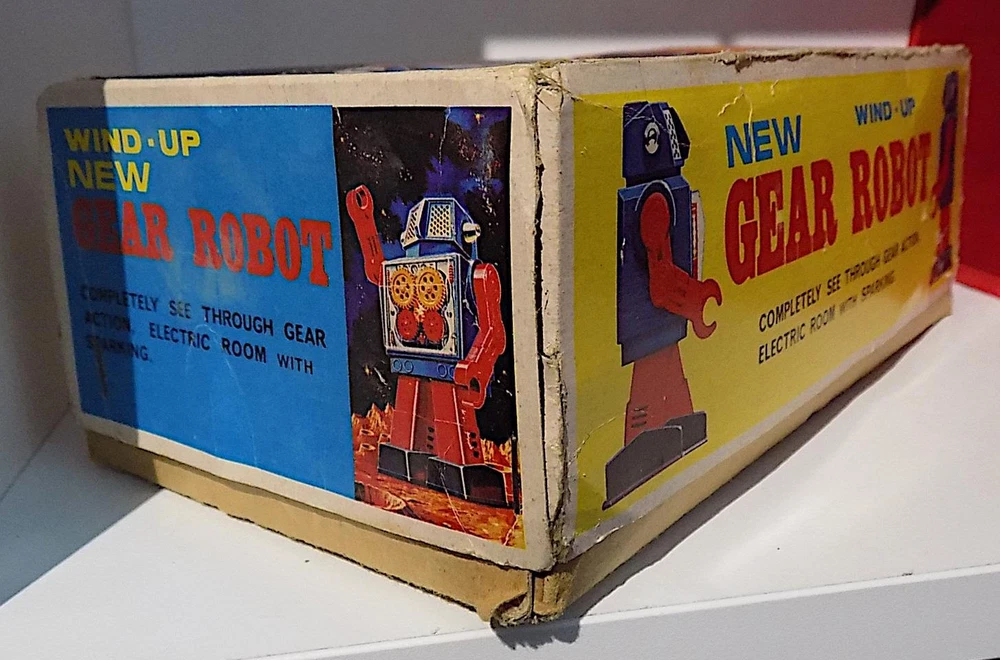 WIND-UP
NEW
GEAR ROBOT
COMPLETELY SEE THROUGH GEAR
ACTION. ELECTRIC ROOM WITH
SPARKING.
NEW WIND-UP
GEAR ROBOT
COMPLETELY SEE THROUGH GEAR ACTION
ELECTRIC ROOM WITH SPARKING